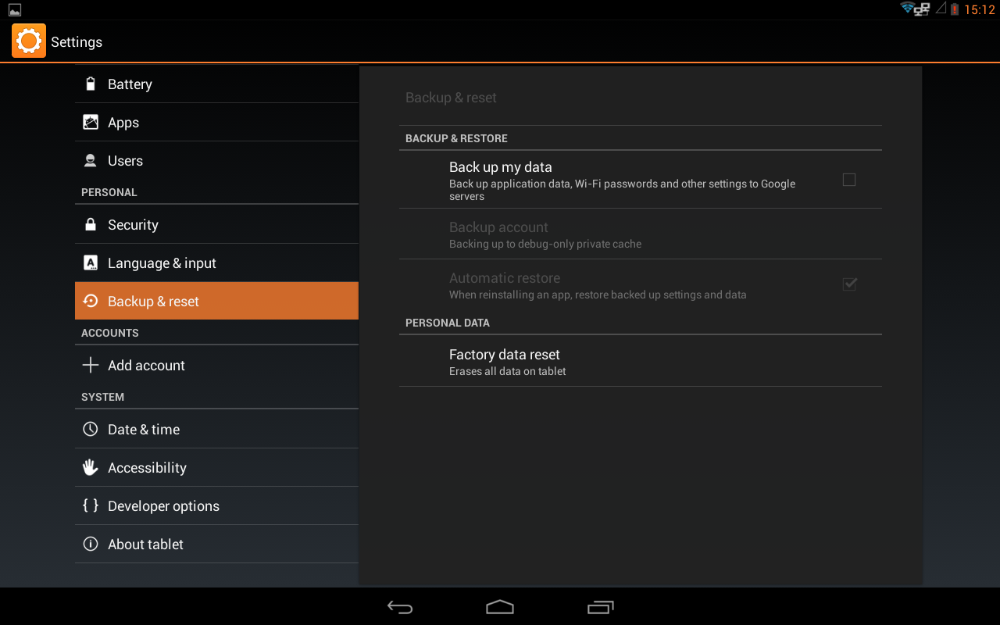 15:12
Settings
Battery
Apps
Users
PERSONAL
Security
Language & input
Backup & reset
ACCOUNTS
Add account
SYSTEM
Date & time
Accessibility
Developer options
About tablet
Backup & reset
BACKUP & RESTORE
Back up my data
Back up application data, Wi-Fi passwords and other settings to Google
servers
Backup account
Backing up to debug-only private cache
Automatic restore
When reinstalling an app, restore backed up settings and data
PERSONAL DATA
Factory data reset
Erases all data on tablet